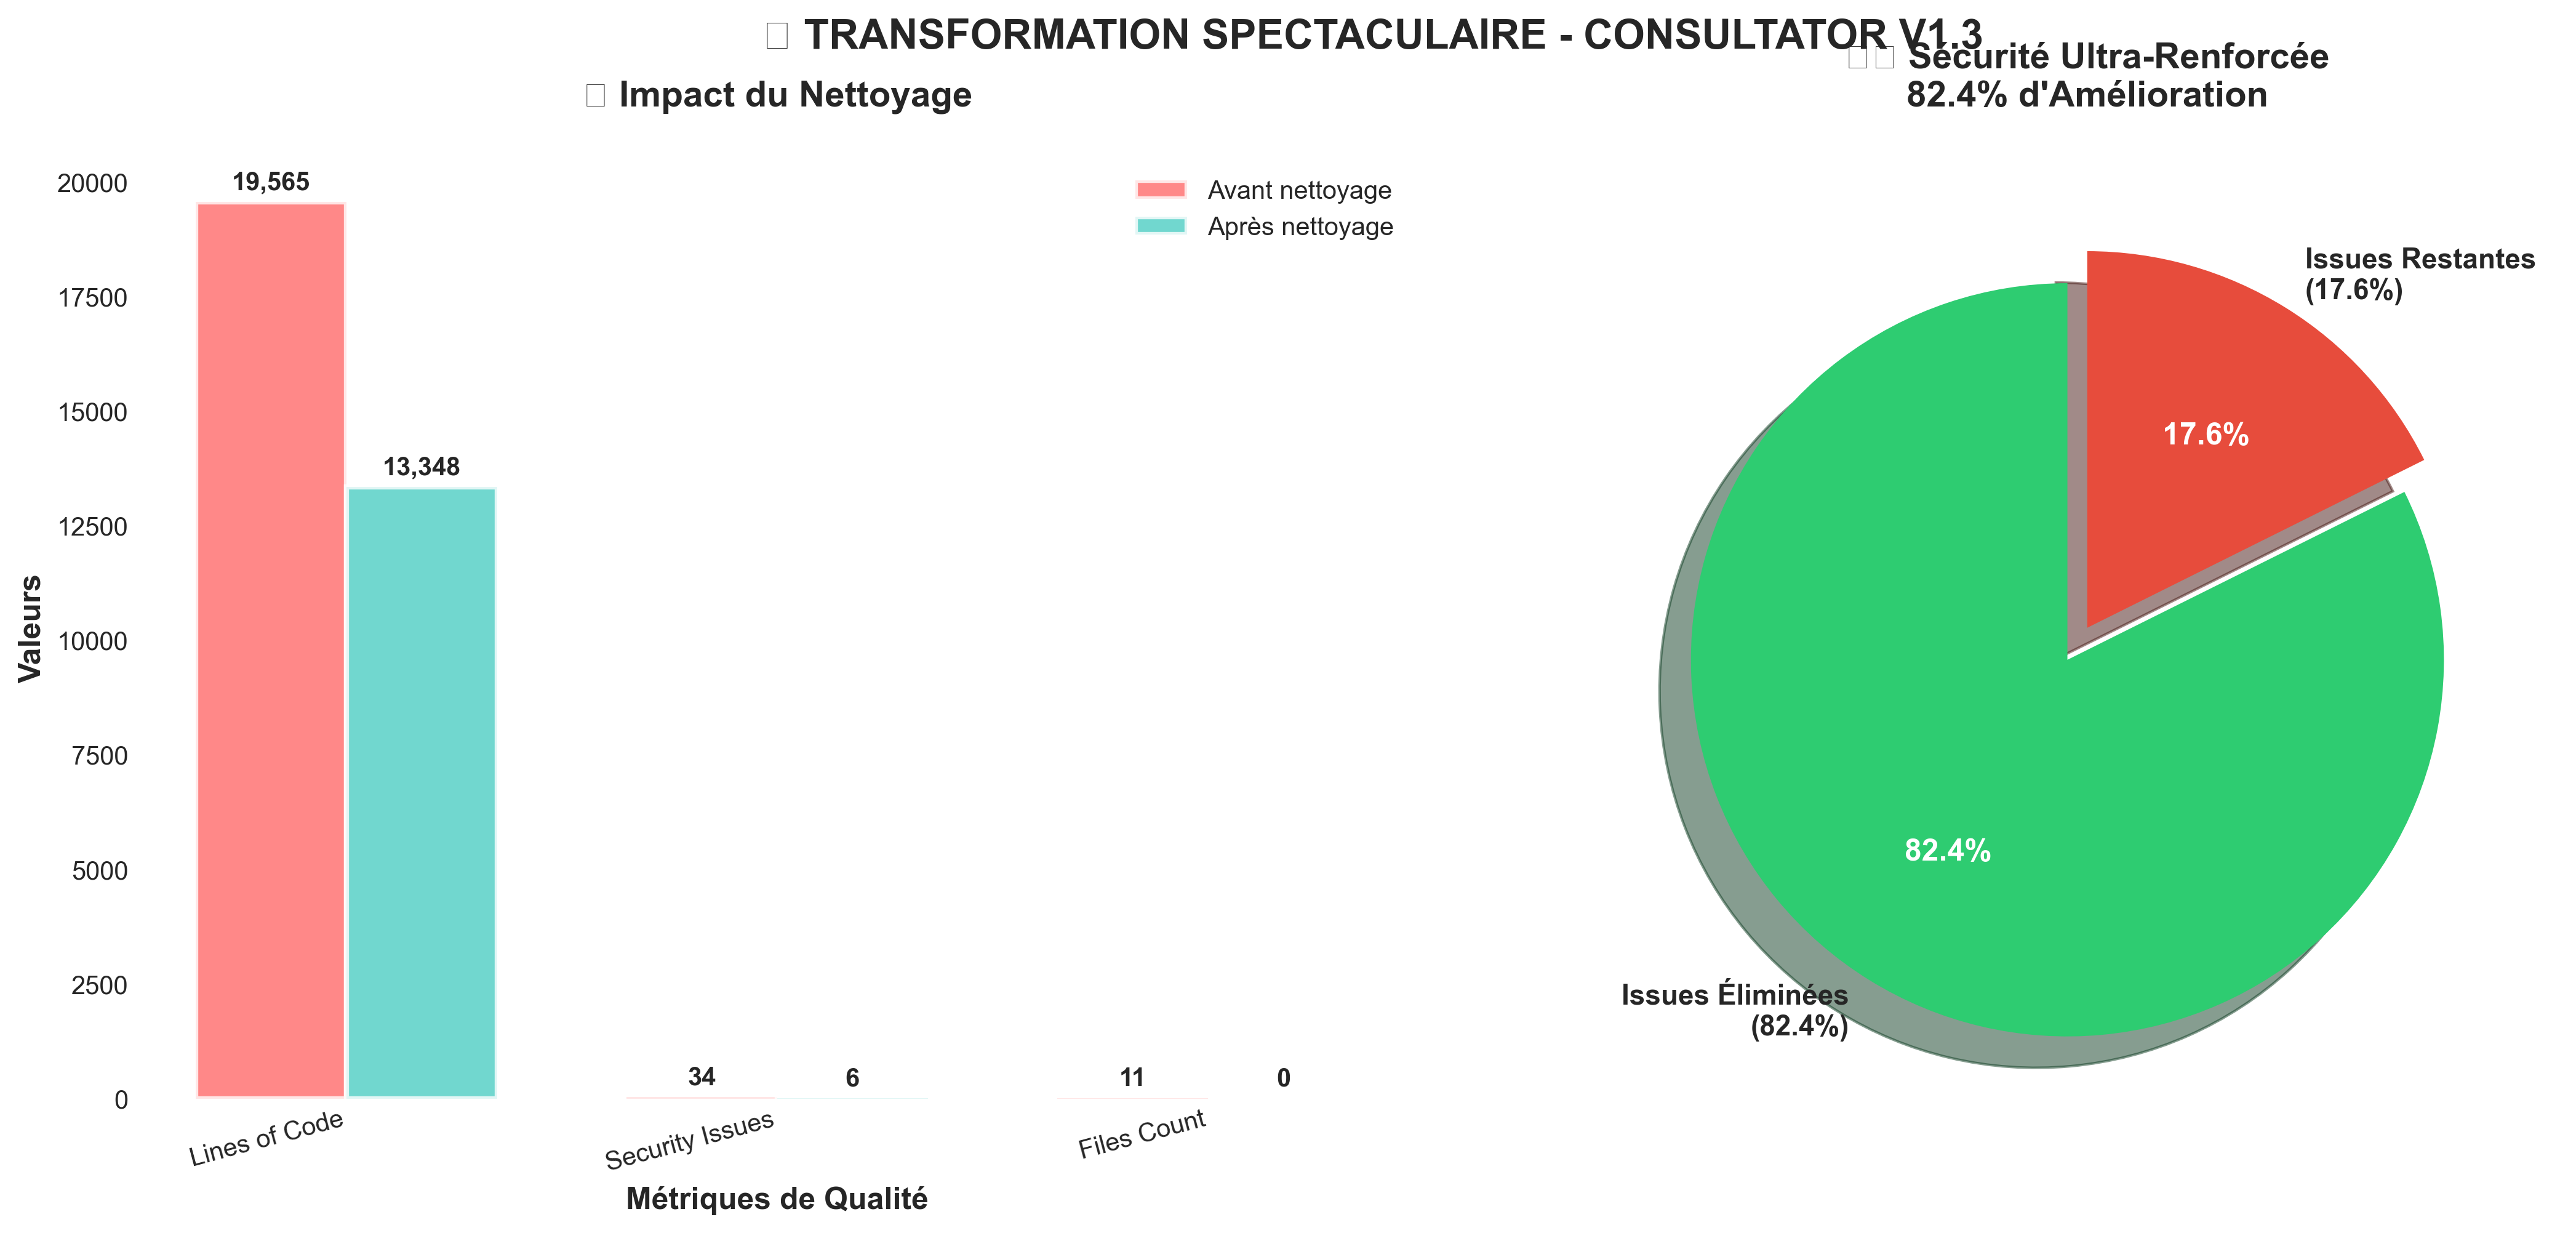 TRANSFORMATION SPECTACULAIRE - CONSULTATOR V1.3
Impact du Nettoyage
Sécurité Ultra-Renforcée
82.4% d'Amélioration
Avant nettoyage
Après nettoyage
Valeurs
20000
17500
15000
12500
10000
7500
5000
2500
0
19,565
13,348
34
6
11
0
Lines of Code
Security Issues
Files Count
Métriques de Qualité
Issues Restantes
(17.6%)
17.6%
82.4%
Issues Éliminées
(82.4%)